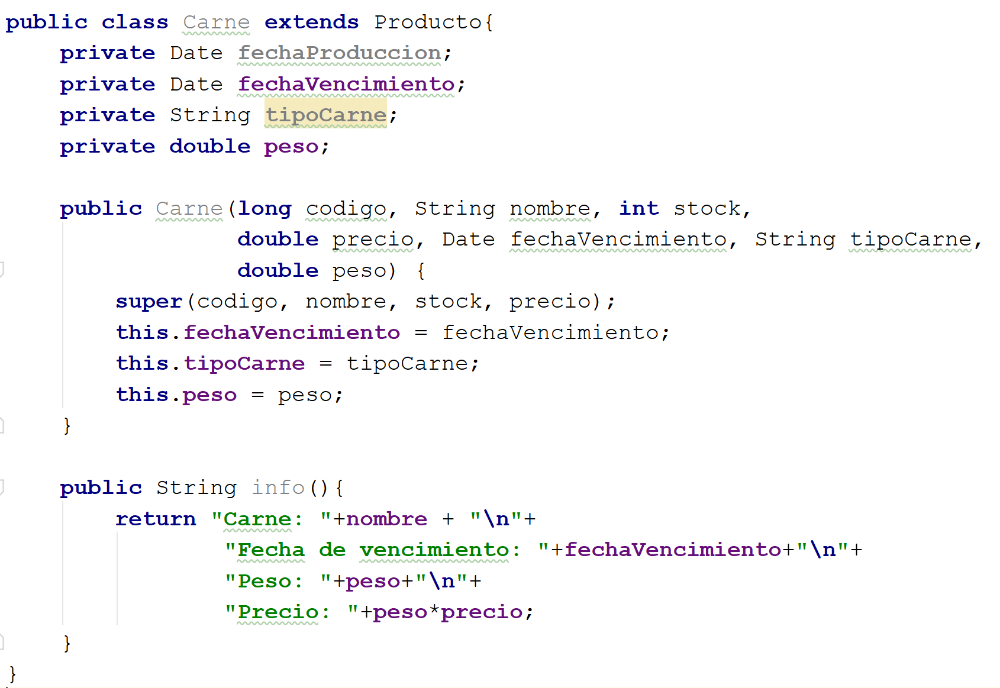 public class Carne extends Producto{
    private Date fechaProduccion;
    private Date fechaVencimiento;
    private String tipoCarne;
    private double peso;

    public Carne(long codigo, String nombre, int stock,
                 double precio, Date fechaVencimiento, String tipoCarne,
                 double peso) {
        super(codigo, nombre, stock, precio);
        this.fechaVencimiento = fechaVencimiento;
        this.tipoCarne = tipoCarne;
        this.peso = peso;
    }

    public String info(){
        return "Carne: "+nombre + "\n"+
                "Fecha de vencimiento: "+fechaVencimiento+"\n"+
                "Peso: "+peso+"\n"+
                "Precio: "+peso*precio;
    }
}